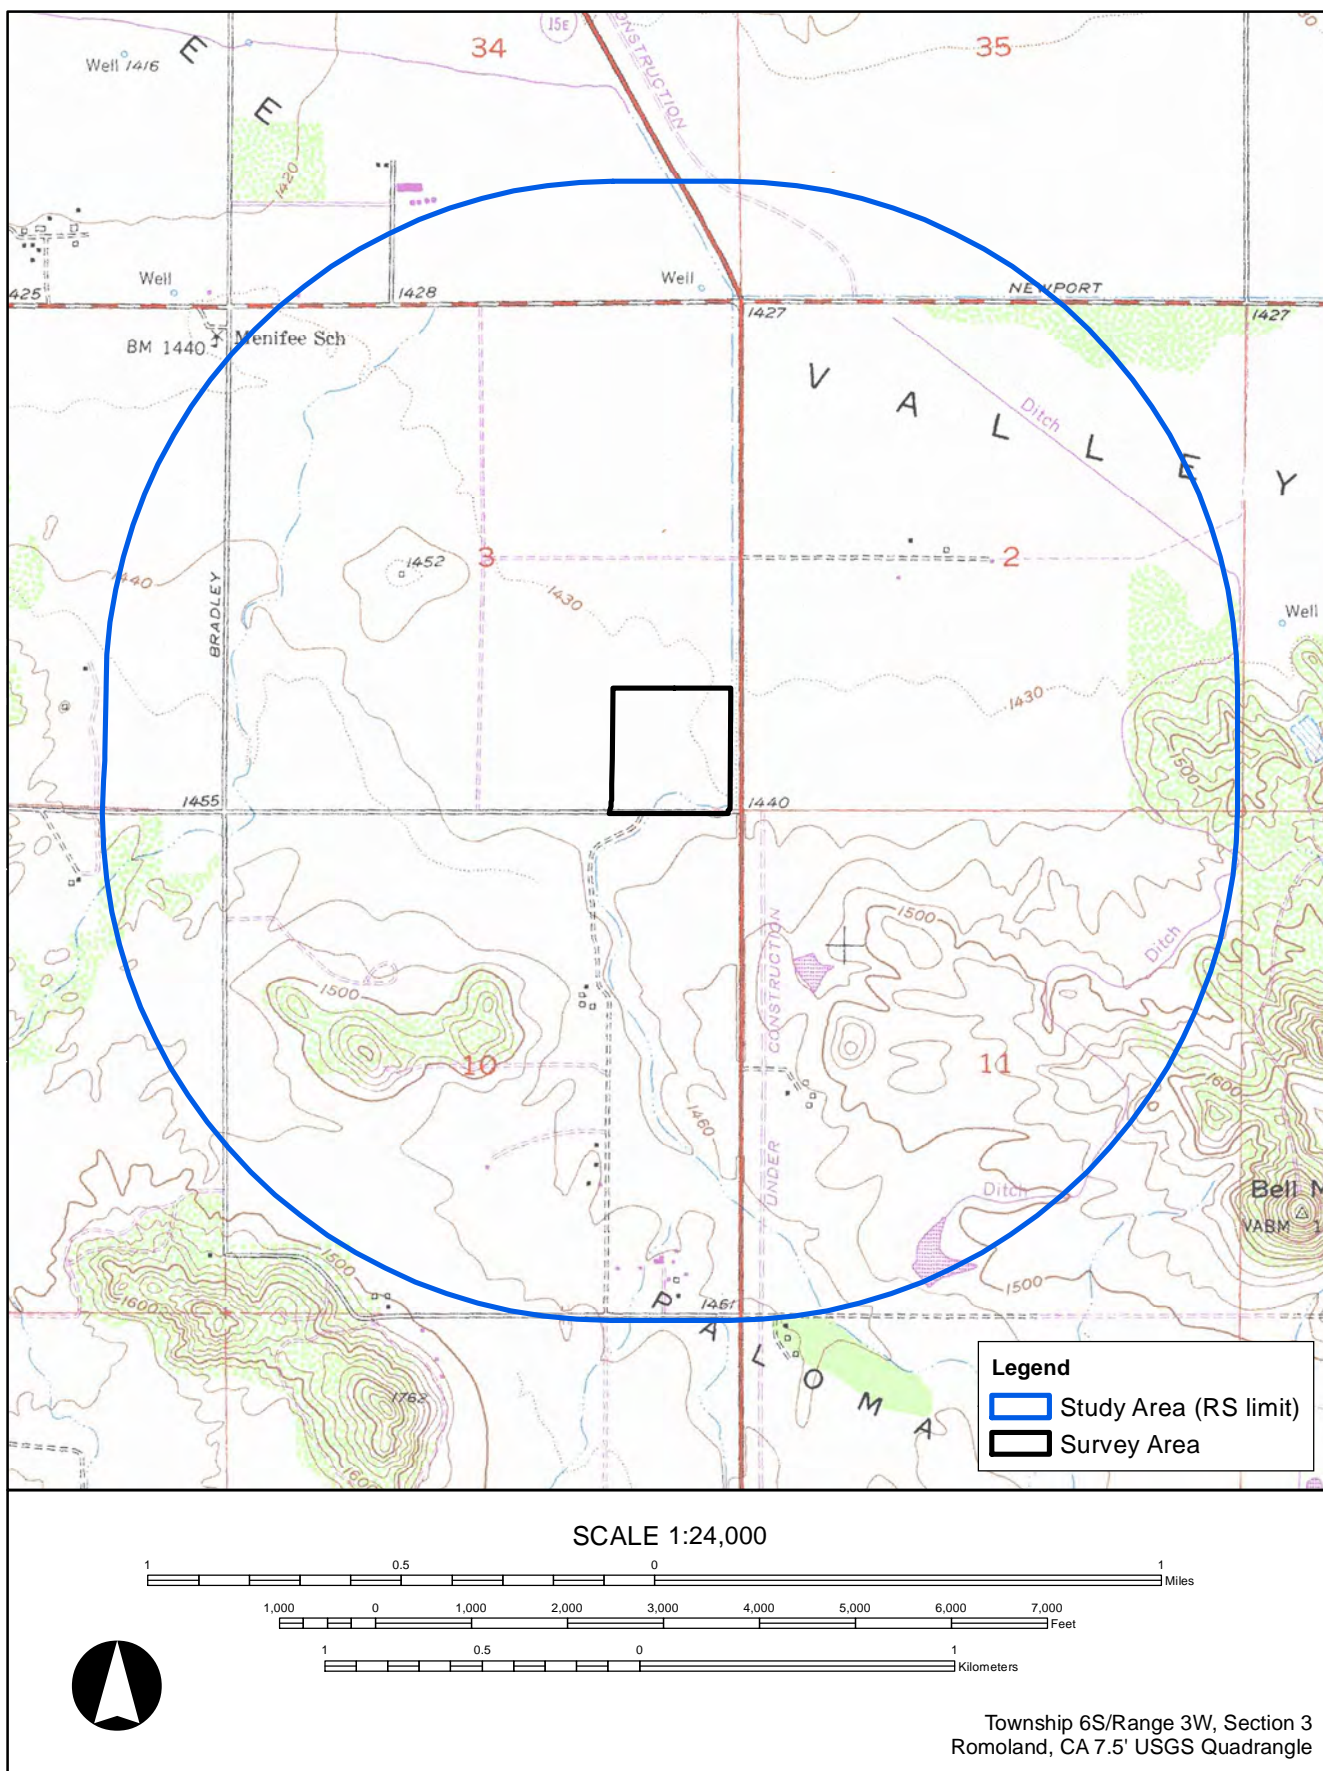 15E
CONSTRUCTION
34
35
Well 1416
E
E
1420
Well
Well
1425
1428
1427
NEWPORT
1427
BM 1440
Menifee Sch
V A L L E Y
Ditch
3
2
1452
1440
1430
BRADLEY
Well
1430
1500
1455
1440
1500
1500
Ditch
UNDER CONSTRUCTION
10
11
1600
1460
Ditch
Bell M
VABM
1500
1600
1500
1451
P A L O M A
1762
1600
Legend
Study Area (RS limit)
Survey Area
SCALE 1:24,000
1 0.5 0 1
Miles
1,000 0 1,000 2,000 3,000 4,000 5,000 6,000 7,000
Feet
1 0.5 0 1
Kilometers
Township 6S/Range 3W, Section 3
Romoland, CA 7.5' USGS Quadrangle